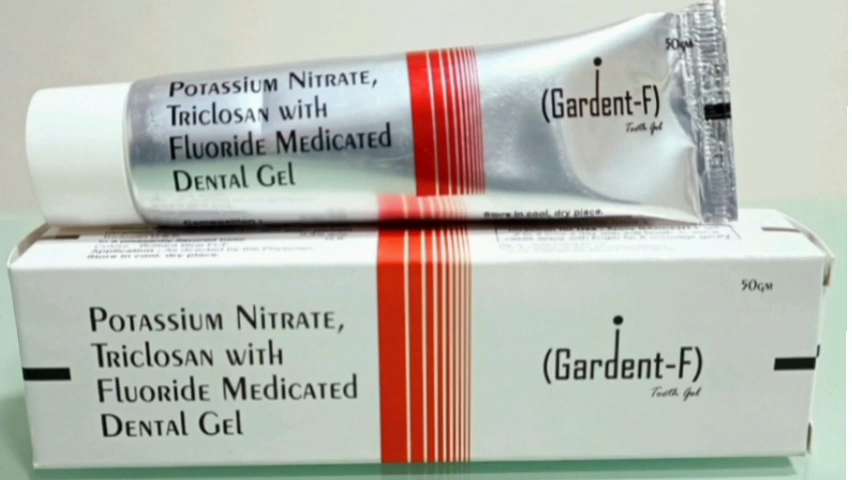 50GM
POTASSIUM NITRATE,
TRICLOSAN WITH
FLUORIDE MEDICATED
DENTAL GEL
(Gardent-F)
Tooth Gel
Composition :
Store in cool, dry place.
Store in cool, dry place.
50GM
POTASSIUM NITRATE,
TRICLOSAN WITH
FLUORIDE MEDICATED
DENTAL GEL
(Gardent-F)
Tooth Gel